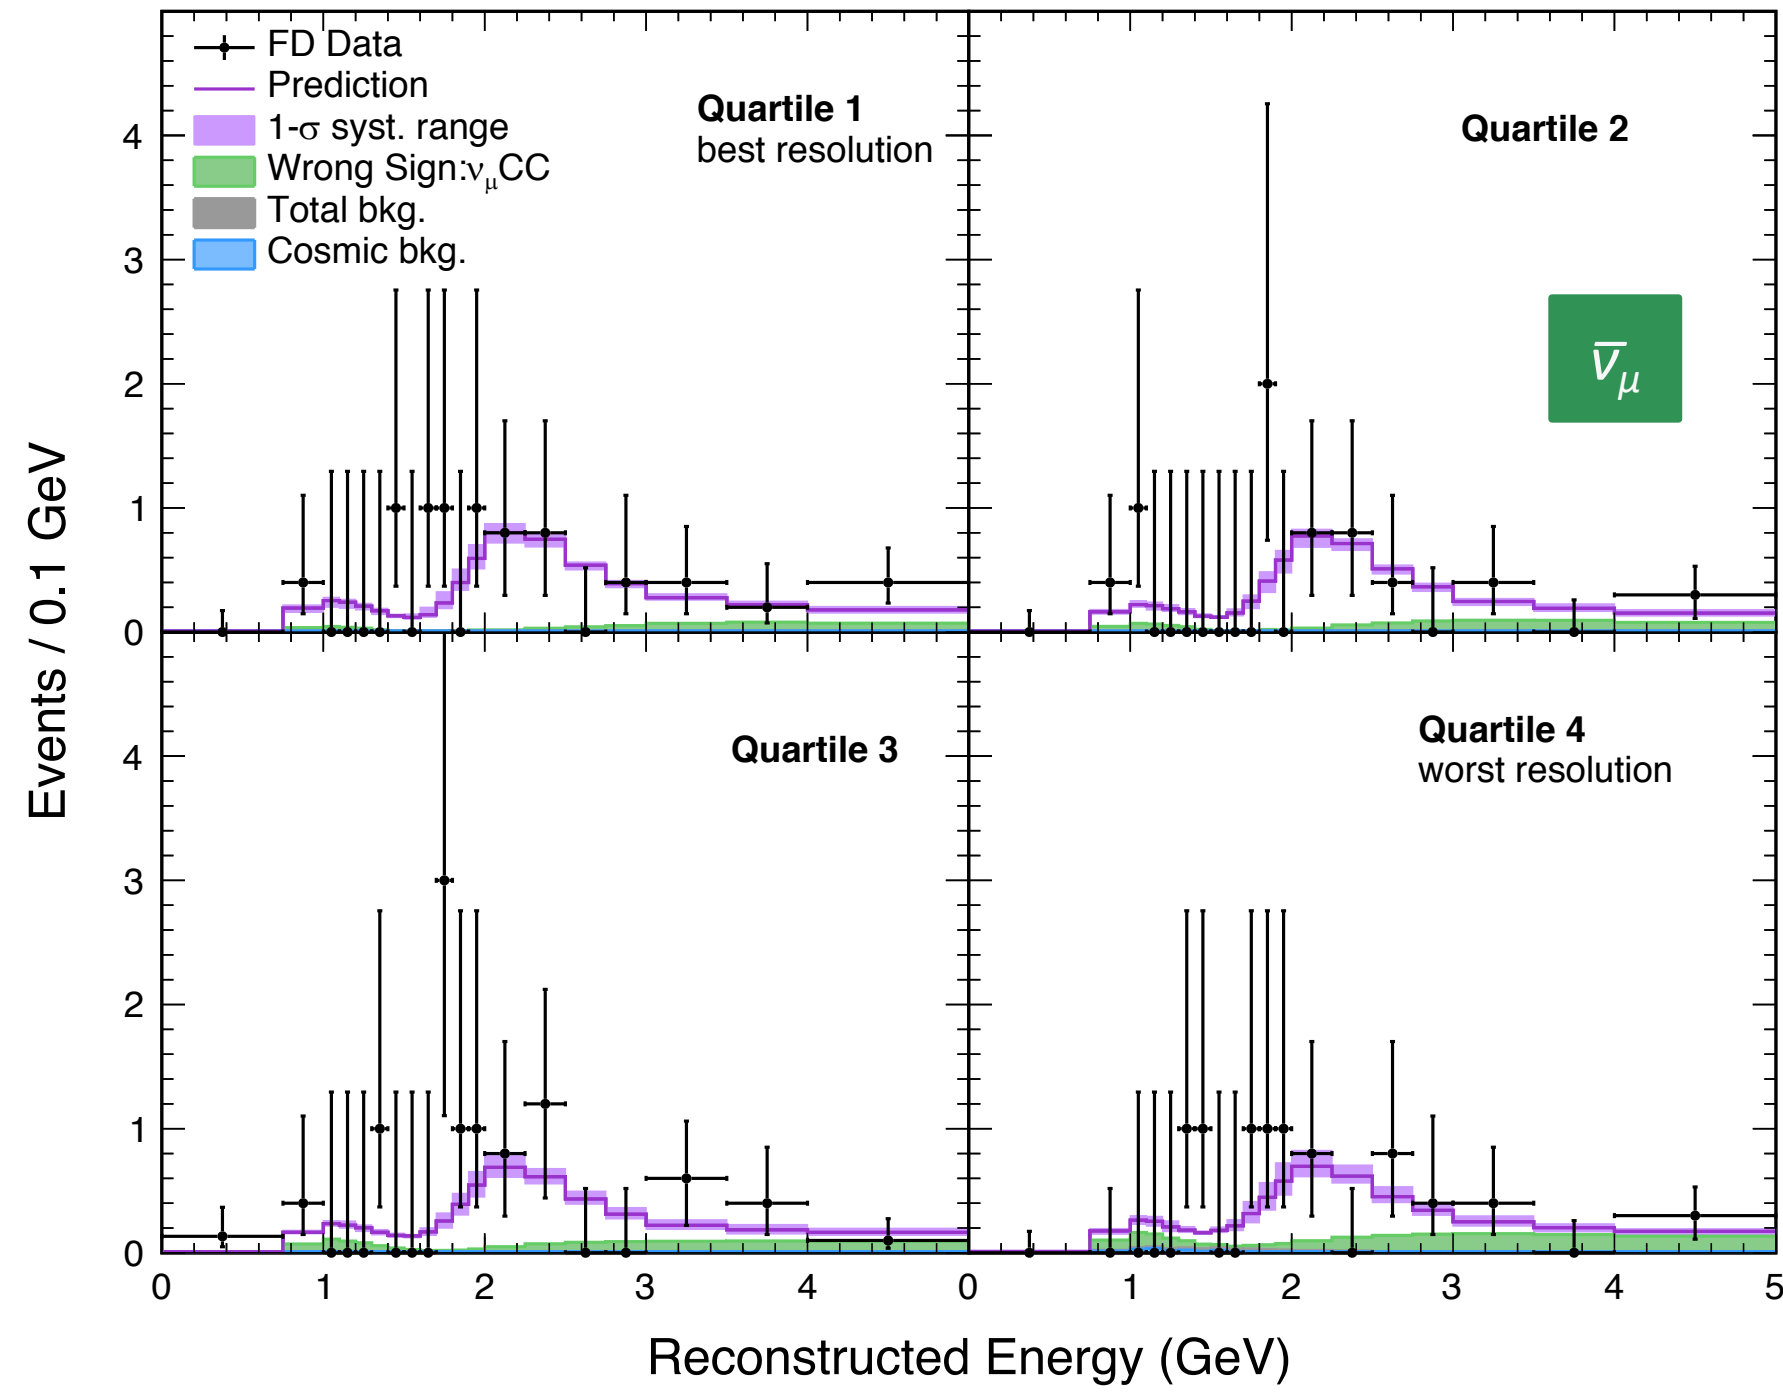 FD Data
Prediction
1-σ syst. range
Wrong Sign:νμCC
Total bkg.
Cosmic bkg.
Quartile 1
best resolution
Quartile 2
ν̅μ
4
3
2
1
0
Quartile 3
Quartile 4
worst resolution
4
3
2
1
0
0 1 2 3 4 0 1 2 3 4 5
Events / 0.1 GeV
Reconstructed Energy (GeV)